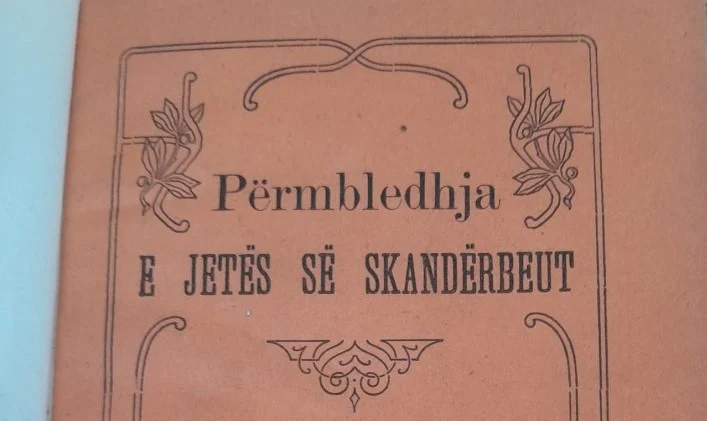 Përmbledhja
E JETËS SË SKANDËRBEUT